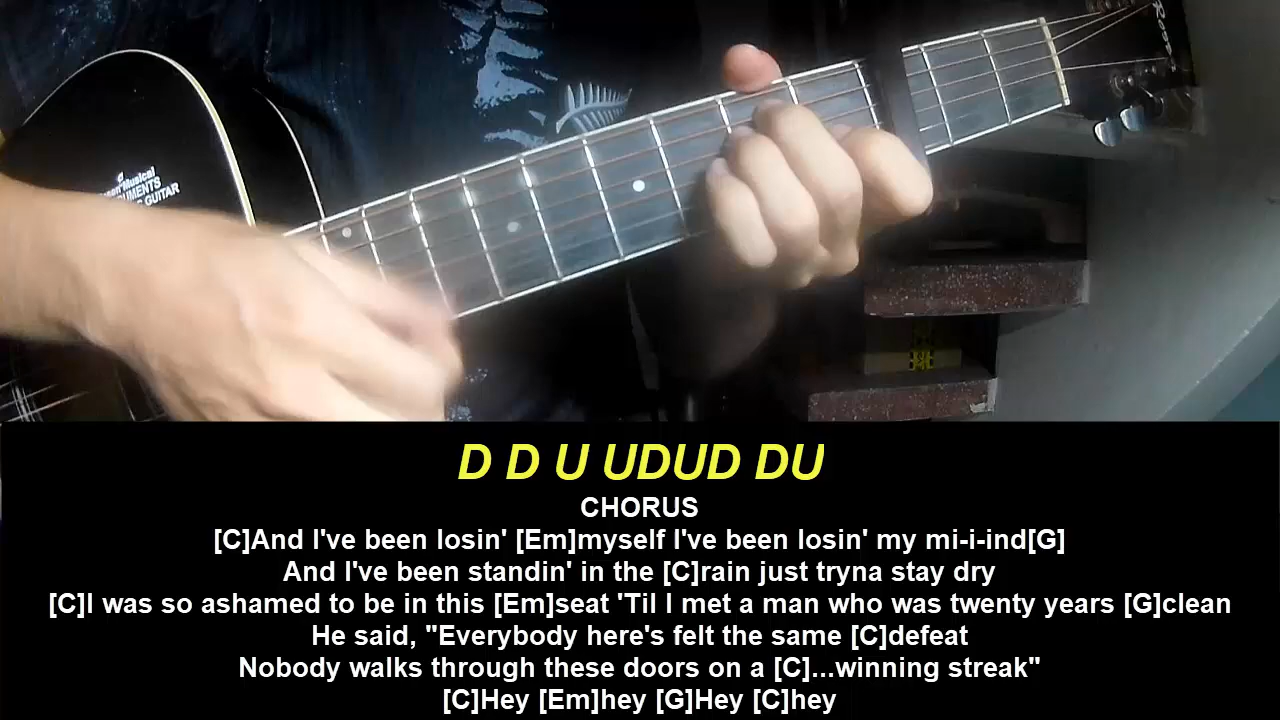 INSTRUMENTS
GUITAR
D D U UDUD DU
CHORUS
[C]And I've been losin' [Em]myself I've been losin' my mi-i-ind[G]
And I've been standin' in the [C]rain just tryna stay dry
[C]I was so ashamed to be in this [Em]seat 'Til I met a man who was twenty years [G]clean
He said, "Everybody here's felt the same [C]defeat
Nobody walks through these doors on a [C]...winning streak"
[C]Hey [Em]hey [G]Hey [C]hey